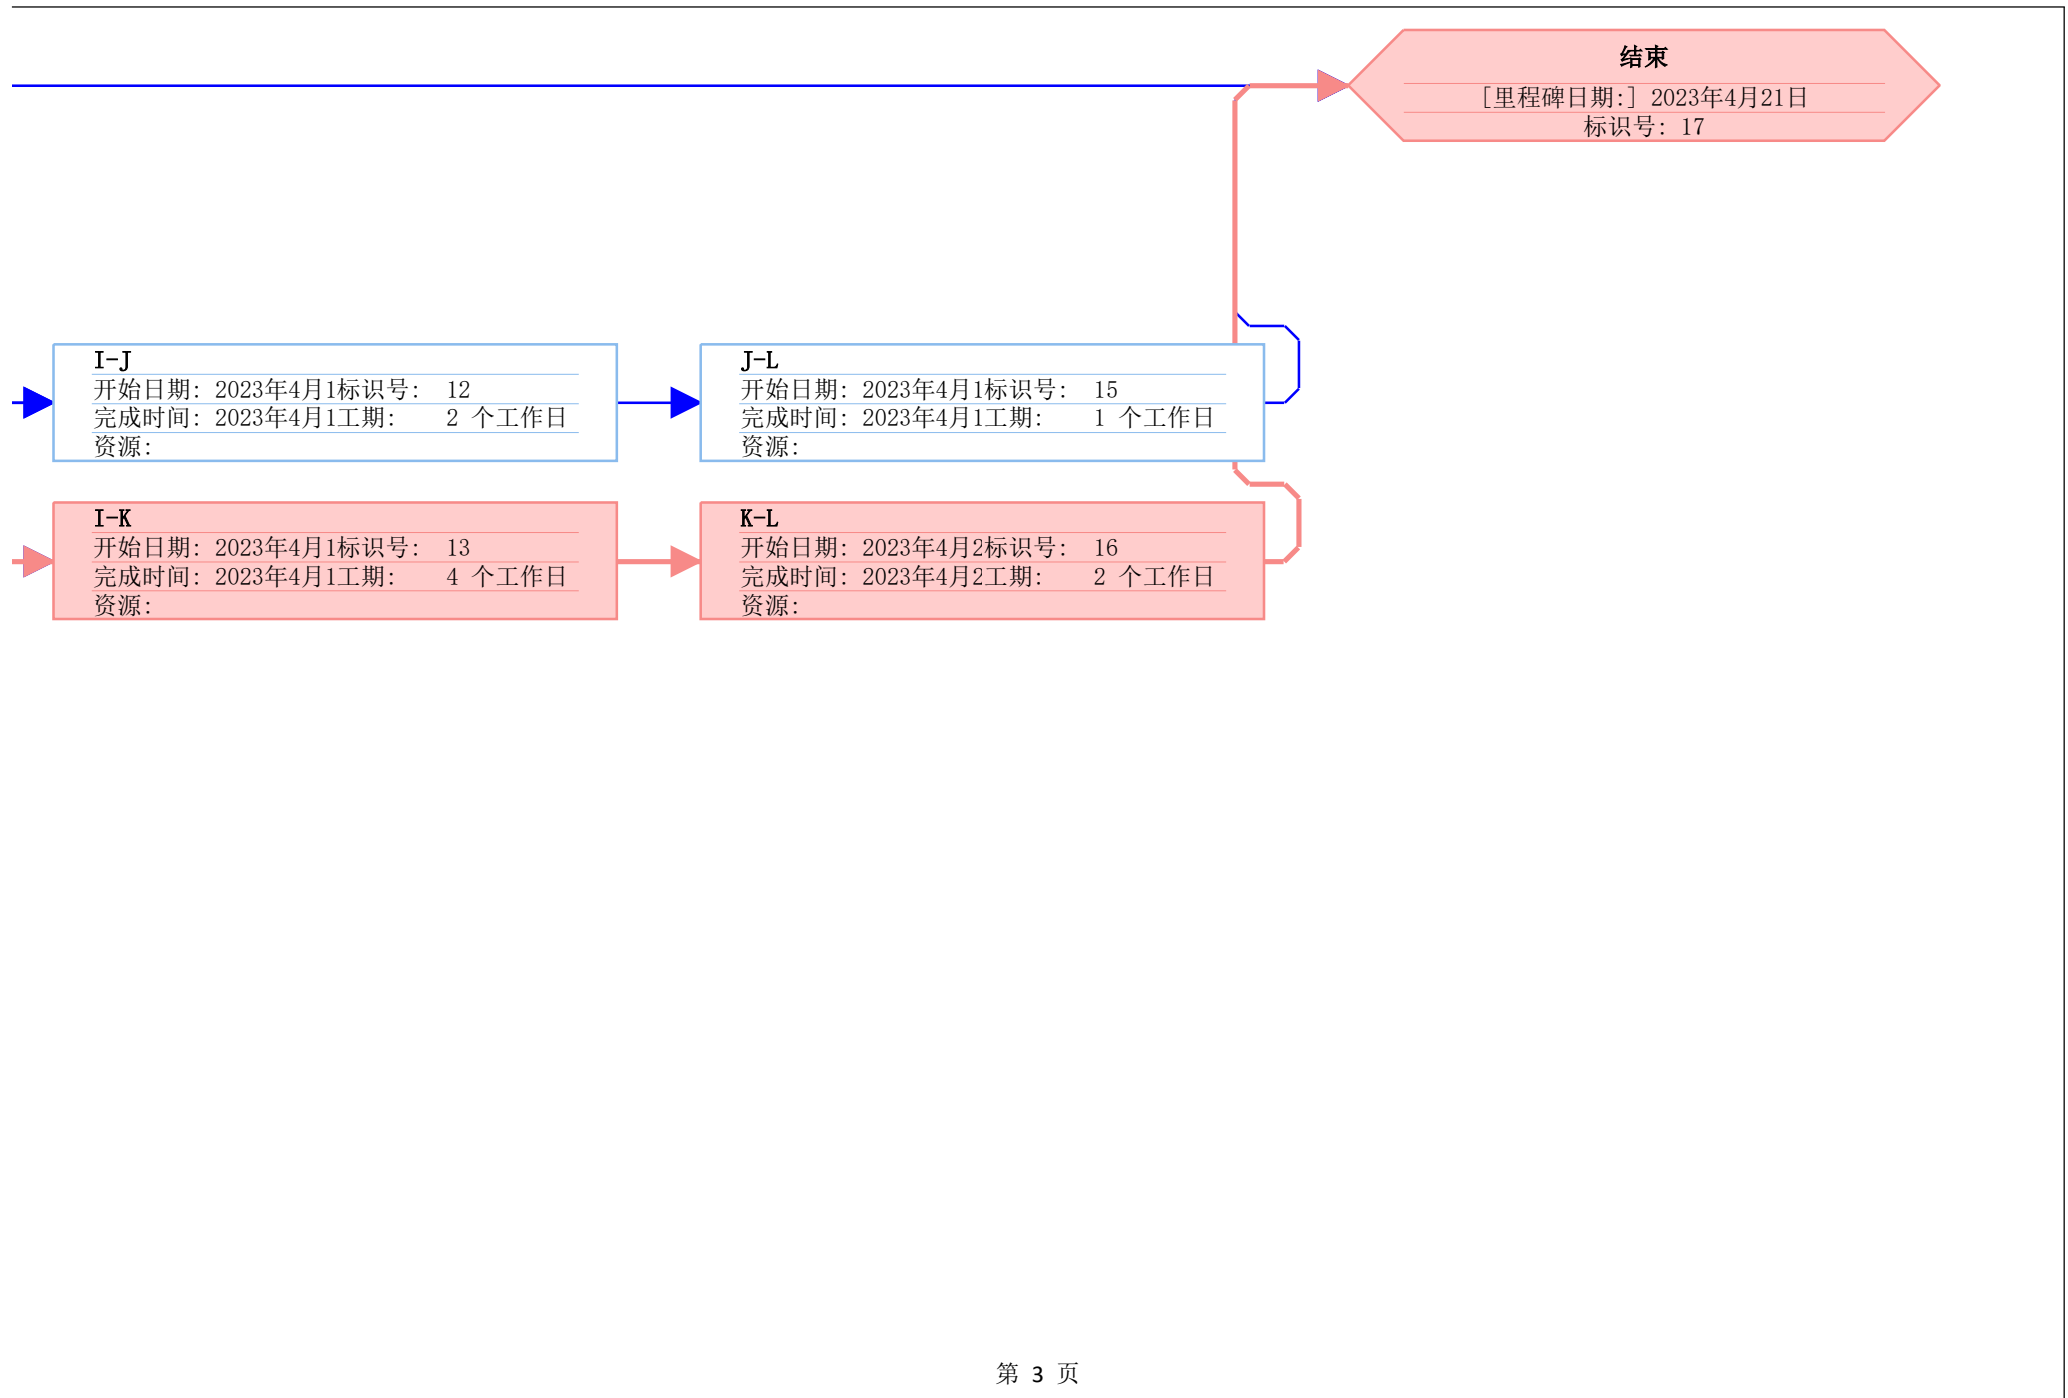 结束
[里程碑日期:] 2023年4月21日
标识号: 17
I-J
开始日期: 2023年4月1标识号: 12
完成时间: 2023年4月1工期: 2 个工作日
资源:
J-L
开始日期: 2023年4月1标识号: 15
完成时间: 2023年4月1工期: 1 个工作日
资源:
I-K
开始日期: 2023年4月1标识号: 13
完成时间: 2023年4月1工期: 4 个工作日
资源:
K-L
开始日期: 2023年4月2标识号: 16
完成时间: 2023年4月2工期: 2 个工作日
资源:
第 3 页